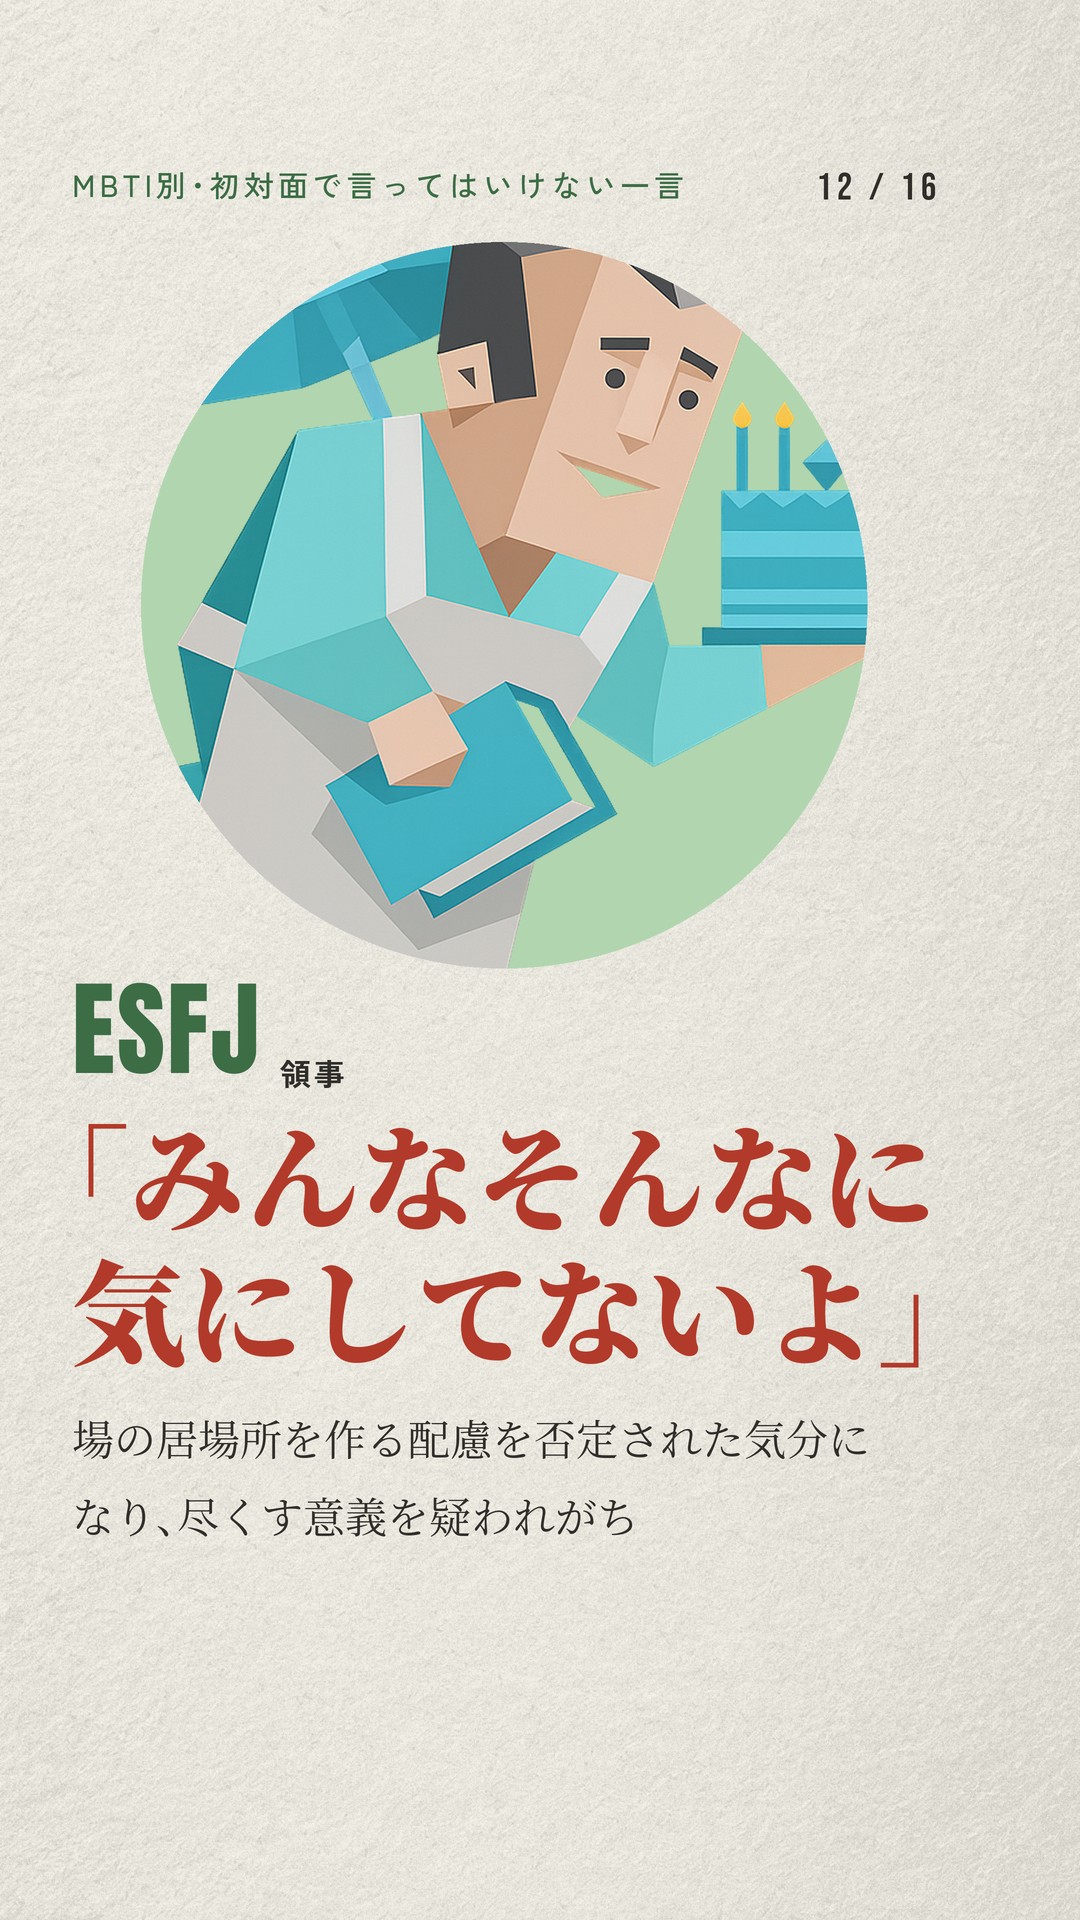 MBTI別・初対面で言ってはいけない一言
12 / 16
ESFJ 領事
「みんなそんなに
気にしてないよ」
場の居場所を作る配慮を否定された気分に
なり、尽くす意義を疑われがち